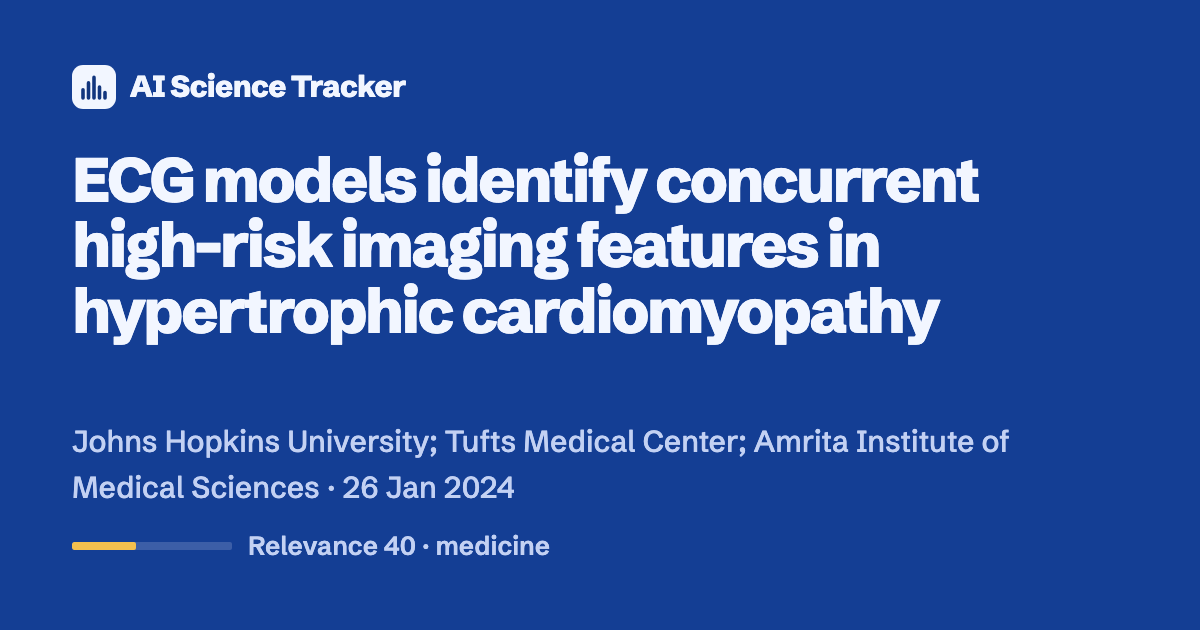 AI Science Tracker
ECG models identify concurrent
high-risk imaging features in
hypertrophic cardiomyopathy
Johns Hopkins University; Tufts Medical Center; Amrita Institute of
Medical Sciences · 26 Jan 2024
Relevance 40 · medicine